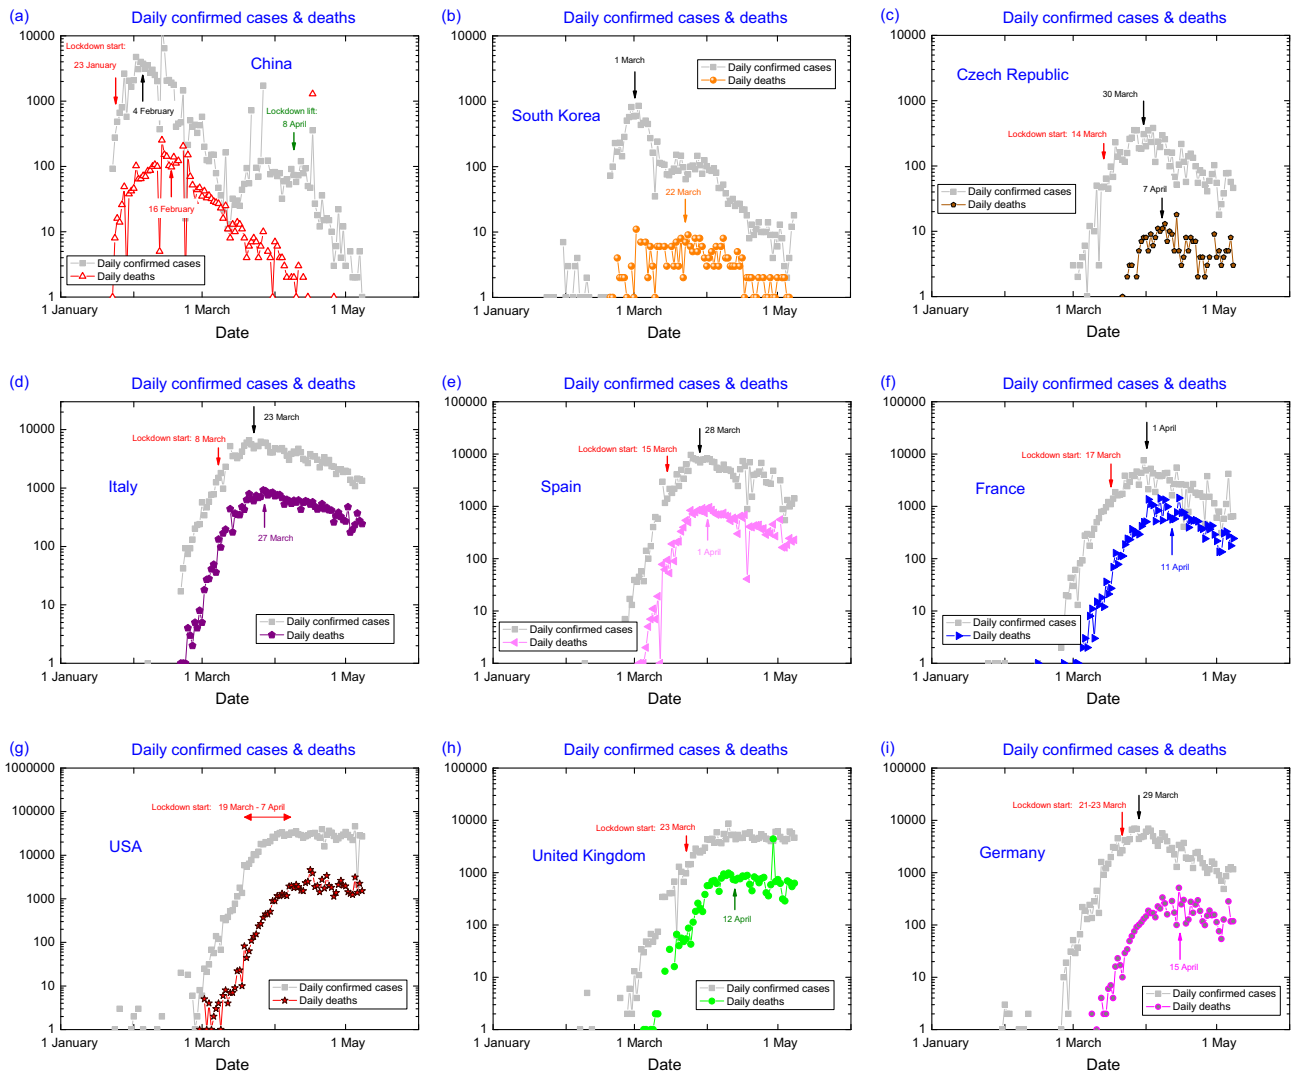 (a)
Daily confirmed cases & deaths
10000
1000
100
10
1
Lockdown start:
23 January
4 February
China
Lockdown lift:
8 April
16 February
Daily confirmed cases
Daily deaths
1 January
1 March
1 May
Date
(b)
Daily confirmed cases & deaths
10000
1000
100
10
1
1 March
Daily confirmed cases
Daily deaths
South Korea
22 March
1 January
1 March
1 May
Date
(c)
Daily confirmed cases & deaths
10000
1000
100
10
1
Czech Republic
30 March
Lockdown start: 14 March
7 April
Daily confirmed cases
Daily deaths
1 January
1 March
1 May
Date
(d)
Daily confirmed cases & deaths
10000
1000
100
10
1
23 March
Lockdown start: 8 March
Italy
27 March
Daily confirmed cases
Daily deaths
1 January
1 March
1 May
Date
(e)
Daily confirmed cases & deaths
100000
10000
1000
100
10
1
28 March
Lockdown start: 15 March
Spain
1 April
Daily confirmed cases
Daily deaths
1 January
1 March
1 May
Date
(f)
Daily confirmed cases & deaths
100000
10000
1000
100
10
1
1 April
Lockdown start: 17 March
France
11 April
Daily confirmed cases
Daily deaths
1 January
1 March
1 May
Date
(g)
Daily confirmed cases & deaths
1000000
100000
10000
1000
100
10
1
Lockdown start: 19 March - 7 April
USA
Daily confirmed cases
Daily deaths
1 January
1 March
1 May
Date
(h)
Daily confirmed cases & deaths
100000
10000
1000
100
10
1
Lockdown start: 23 March
United Kingdom
12 April
Daily confirmed cases
Daily deaths
1 January
1 March
1 May
Date
(i)
Daily confirmed cases & deaths
100000
10000
1000
100
10
1
29 March
Lockdown start: 21-23 March
Germany
15 April
Daily confirmed cases
Daily deaths
1 January
1 March
1 May
Date